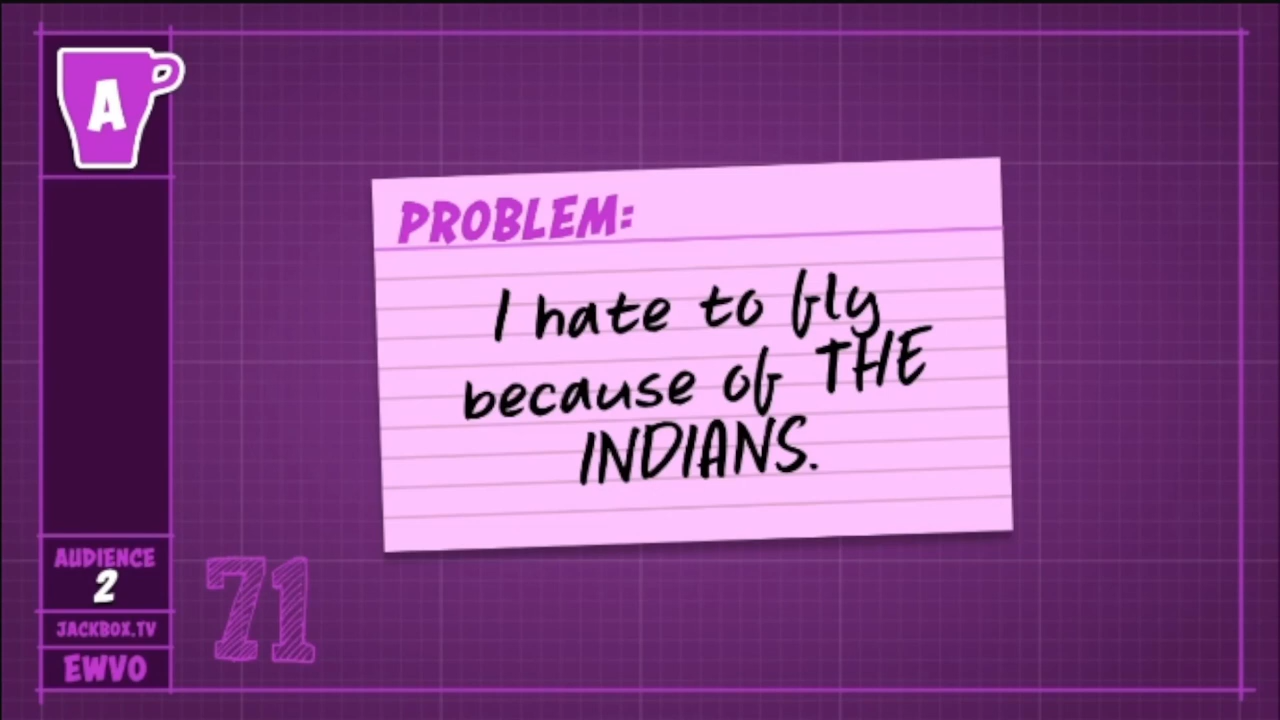 A
PROBLEM:
I hate to fly
because of THE
INDIANS.
AUDIENCE
2
JACKBOX.TV
EWVO
71